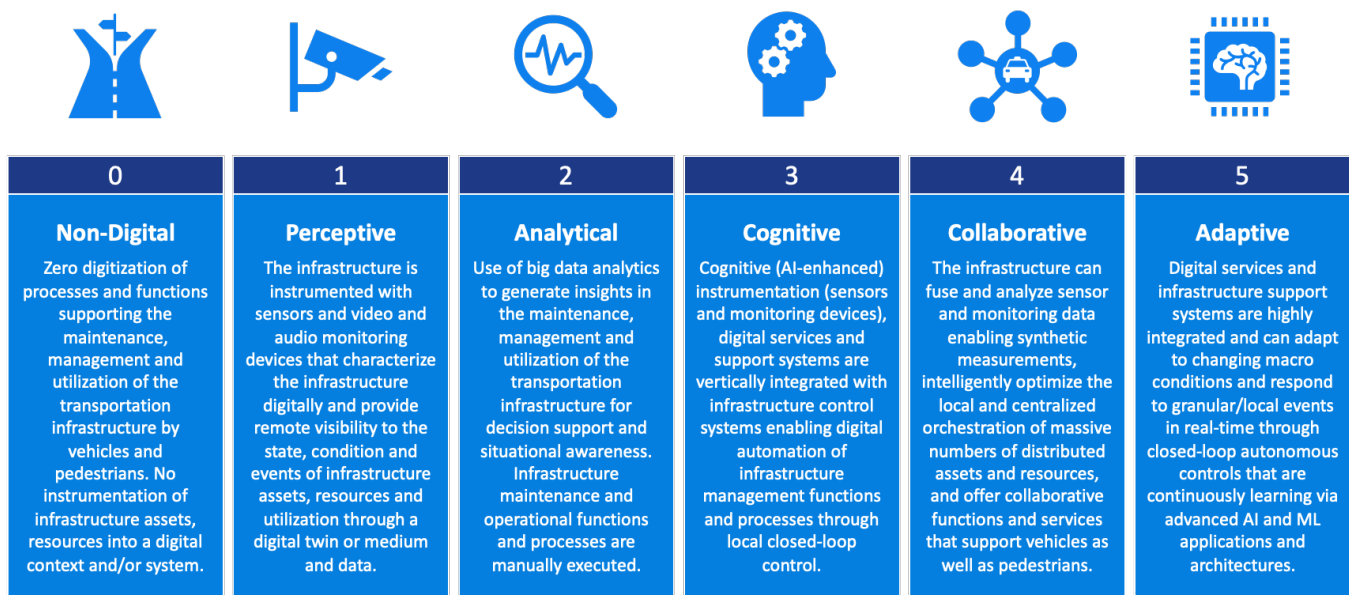 0
Non-Digital
Zero digitization of
processes and functions
supporting the
maintenance,
management and
utilization of the
transportation
infrastructure by
vehicles and
pedestrians. No
instrumentation of
infrastructure assets,
resources into a digital
context and/or system.
1
Perceptive
The infrastructure is
instrumented with
sensors and video and
audio monitoring
devices that characterize
the infrastructure
digitally and provide
remote visibility to the
state, condition and
events of infrastructure
assets, resources and
utilization through a
digital twin or medium
and data.
2
Analytical
Use of big data analytics
to generate insights in
the maintenance,
management and
utilization of the
transportation
infrastructure for
decision support and
situational awareness.
Infrastructure
maintenance and
operational functions
and processes are
manually executed.
3
Cognitive
Cognitive (AI-enhanced)
instrumentation (sensors
and monitoring devices),
digital services and
support systems are
vertically integrated with
infrastructure control
systems enabling digital
automation of
infrastructure
management functions
and processes through
local closed-loop
control.
4
Collaborative
The infrastructure can
fuse and analyze sensor
and monitoring data
enabling synthetic
measurements,
intelligently optimize the
local and centralized
orchestration of massive
numbers of distributed
assets and resources,
and offer collaborative
functions and services
that support vehicles as
well as pedestrians.
5
Adaptive
Digital services and
infrastructure support
systems are highly
integrated and can adapt
to changing macro
conditions and respond
to granular/local events
in real-time through
closed-loop autonomous
controls that are
continuously learning via
advanced AI and ML
applications and
architectures.